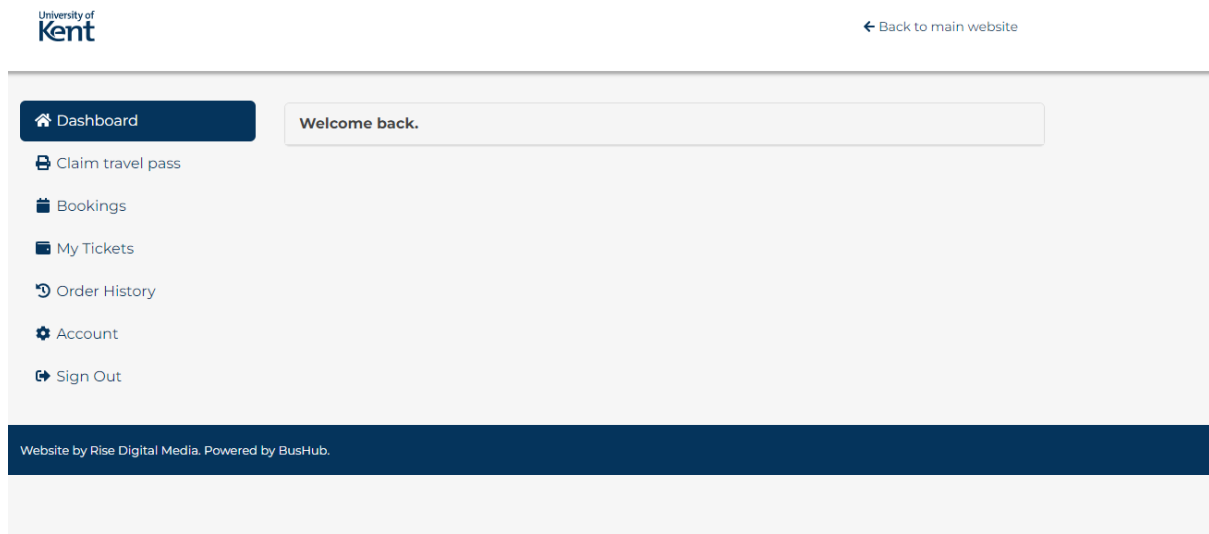 University of
Kent
Back to main website
Dashboard
Welcome back.
Claim travel pass
Bookings
My Tickets
Order History
Account
Sign Out
Website by Rise Digital Media. Powered by BusHub.